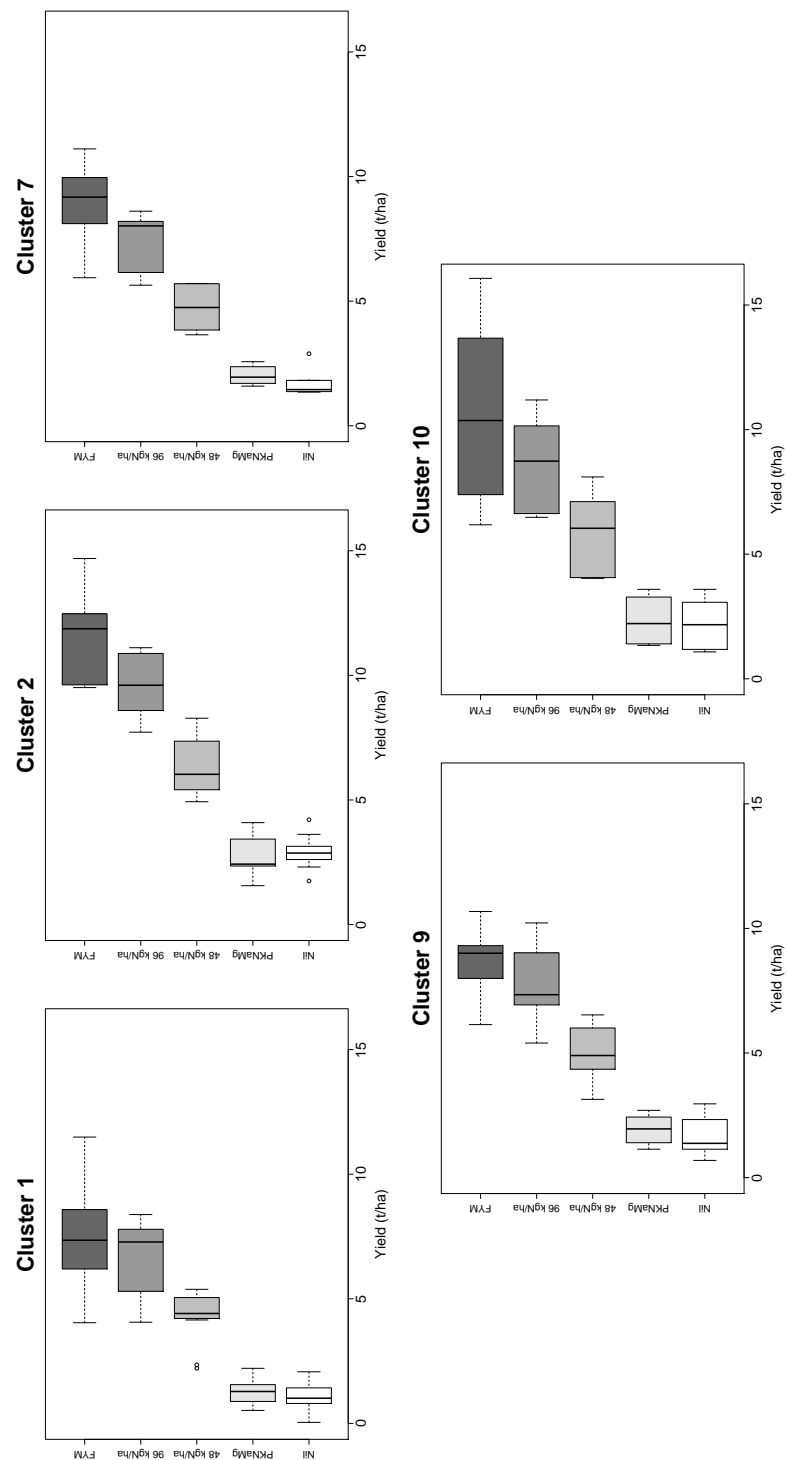 Cluster 7
FYM
96 kgN/ha
48 kgN/ha
PKNaMg
Nil
0 5 10 15
Yield (t/ha)
Cluster 2
FYM
96 kgN/ha
48 kgN/ha
PKNaMg
Nil
0 5 10 15
Yield (t/ha)
Cluster 10
FYM
96 kgN/ha
48 kgN/ha
PKNaMg
Nil
0 5 10 15
Yield (t/ha)
Cluster 1
FYM
96 kgN/ha
48 kgN/ha
PKNaMg
Nil
0 5 10 15
Yield (t/ha)
Cluster 9
FYM
96 kgN/ha
48 kgN/ha
PKNaMg
Nil
0 5 10 15
Yield (t/ha)